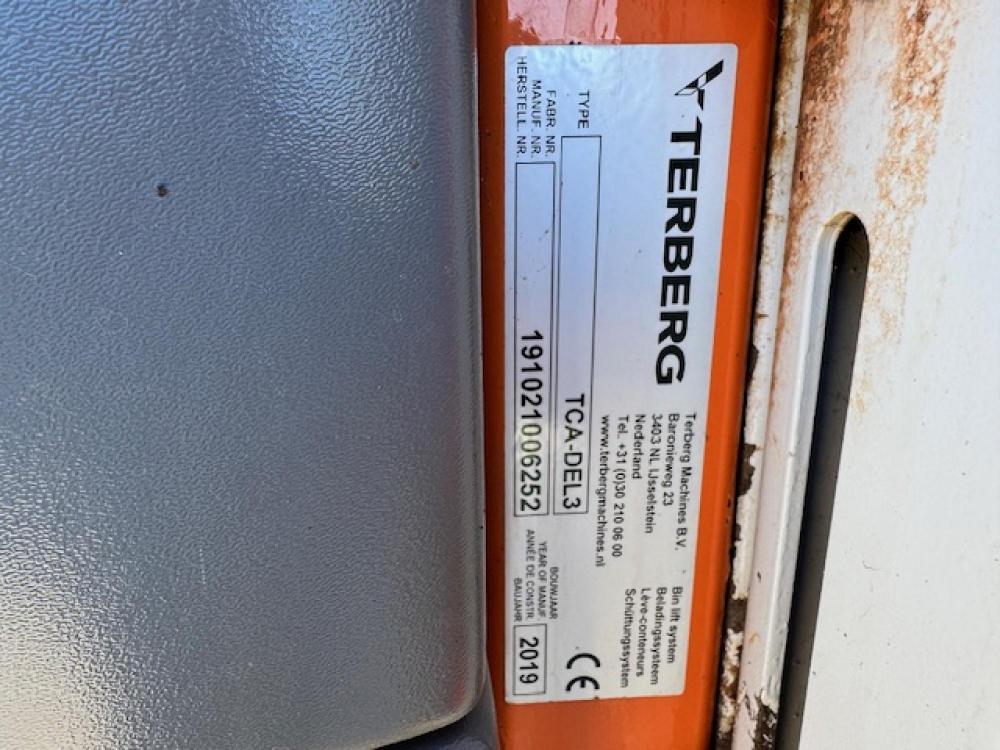 TERBERG
Terberg Machines B.V.
Baronieweg 23
3403 NL IJsselstein
Nederland
Tel. +31 (0)30 210 06 00
www.terbergmachines.nl
Bin lift system
Beladingssysteem
Lève-conteneurs
Schüttungssystem
TYPE
TCA-DEL3
FABR. NR.
MANUF. NR.
HERSTELL. NR.
191021006252
BOUWJAAR
YEAR OF MANUF
ANNÉE DE CONSTR.
BAUJAHR
2019
CE